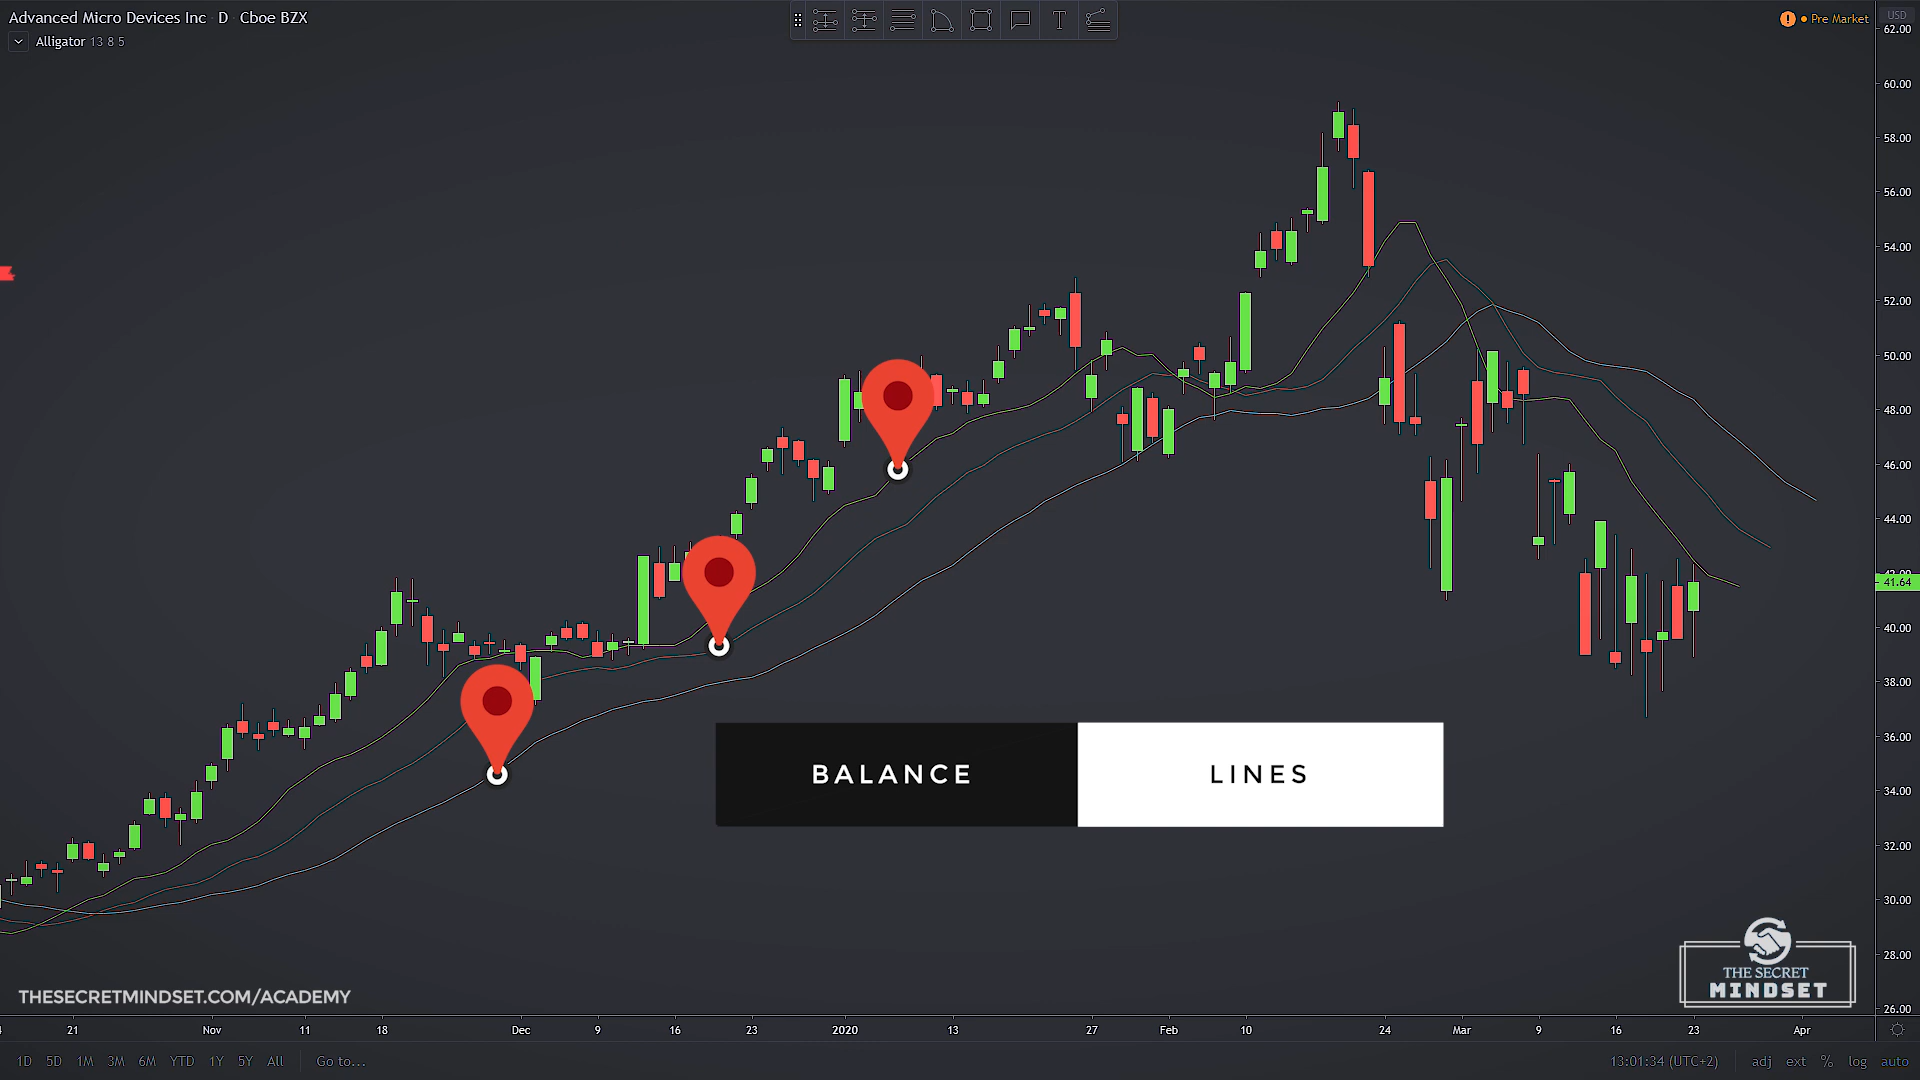 Advanced Micro Devices Inc D Cboe BZX
Alligator 13 8 5
T
! Pre Market
USD
62.00
60.00
58.00
56.00
54.00
52.00
50.00
48.00
46.00
44.00
41.64
40.00
38.00
36.00
34.00
32.00
30.00
28.00
26.00
BALANCE LINES
THE SECRET
MINDSET
THESECRETMINDSET.COM/ACADEMY
21 Nov 11 18 Dec 9 16 23 2020 13 27 Feb 10 24 Mar 9 16 23 Apr
1D 5D 1M 3M 6M YTD 1Y 5Y All Go to... 13:01:34 (UTC+2) adj ext % log auto